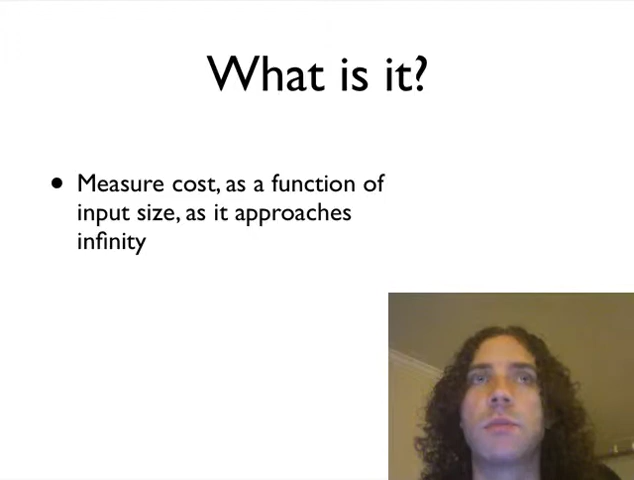 What is it?
• Measure cost, as a function of
input size, as it approaches
infinity